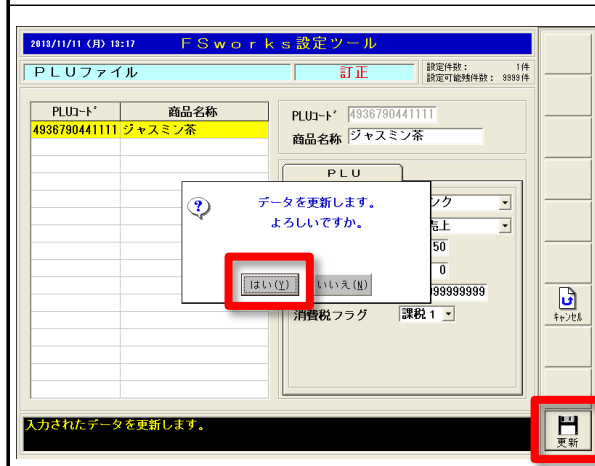 2013/11/11 (月) 13:17 FSworks設定ツール
PLUファイル
訂正
設定件数： 1件
設定可能残件数： 9999件
PLUｺｰﾄﾞ 商品名称
4936790441111 ジャスミン茶
PLUｺｰﾄﾞ 4936790441111
商品名称 ジャスミン茶
PLU
データを更新します。
よろしいですか。
はい(Y) いいえ(N)
ンク
売上
50
0
99999999
消費税フラグ 課税1
ｷｬﾝｾﾙ
入力されたデータを更新します。
更新